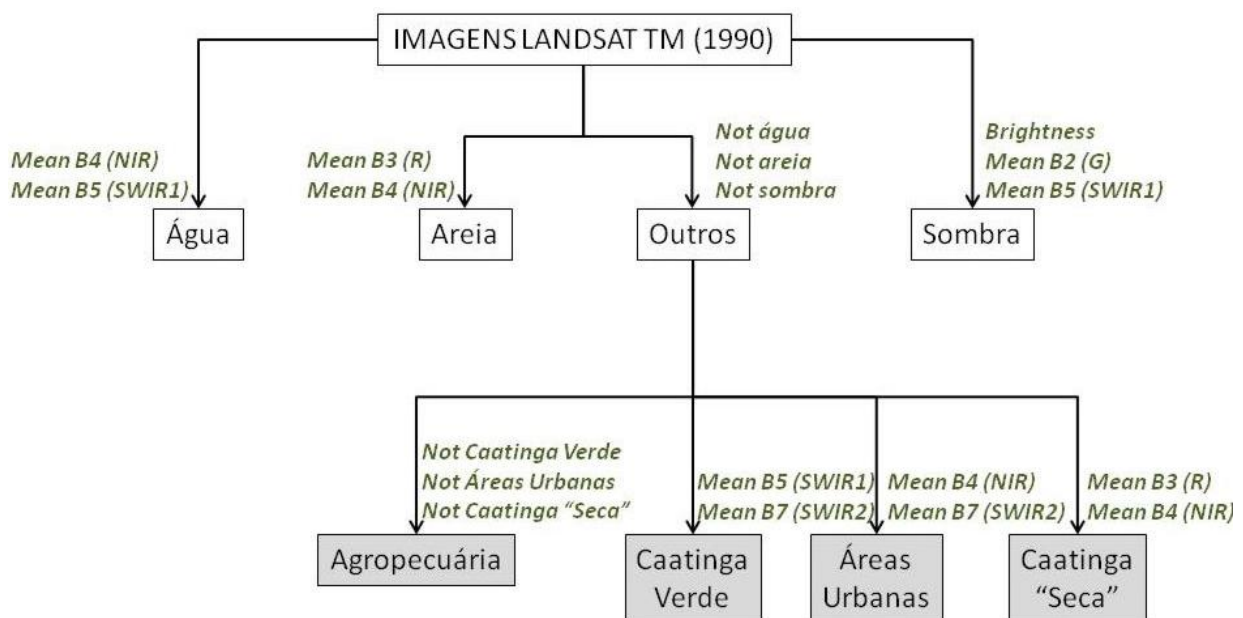 IMAGENS LANDSAT TM (1990)
Mean B4 (NIR)
Mean B5 (SWIR1)
Mean B3 (R)
Mean B4 (NIR)
Not água
Not areia
Not sombra
Brightness
Mean B2 (G)
Mean B5 (SWIR1)
Água
Areia
Outros
Sombra
Not Caatinga Verde
Not Áreas Urbanas
Not Caatinga “Seca”
Mean B5 (SWIR1)
Mean B7 (SWIR2)
Mean B4 (NIR)
Mean B7 (SWIR2)
Mean B3 (R)
Mean B4 (NIR)
Agropecuária
Caatinga
Verde
Áreas
Urbanas
Caatinga
“Seca”